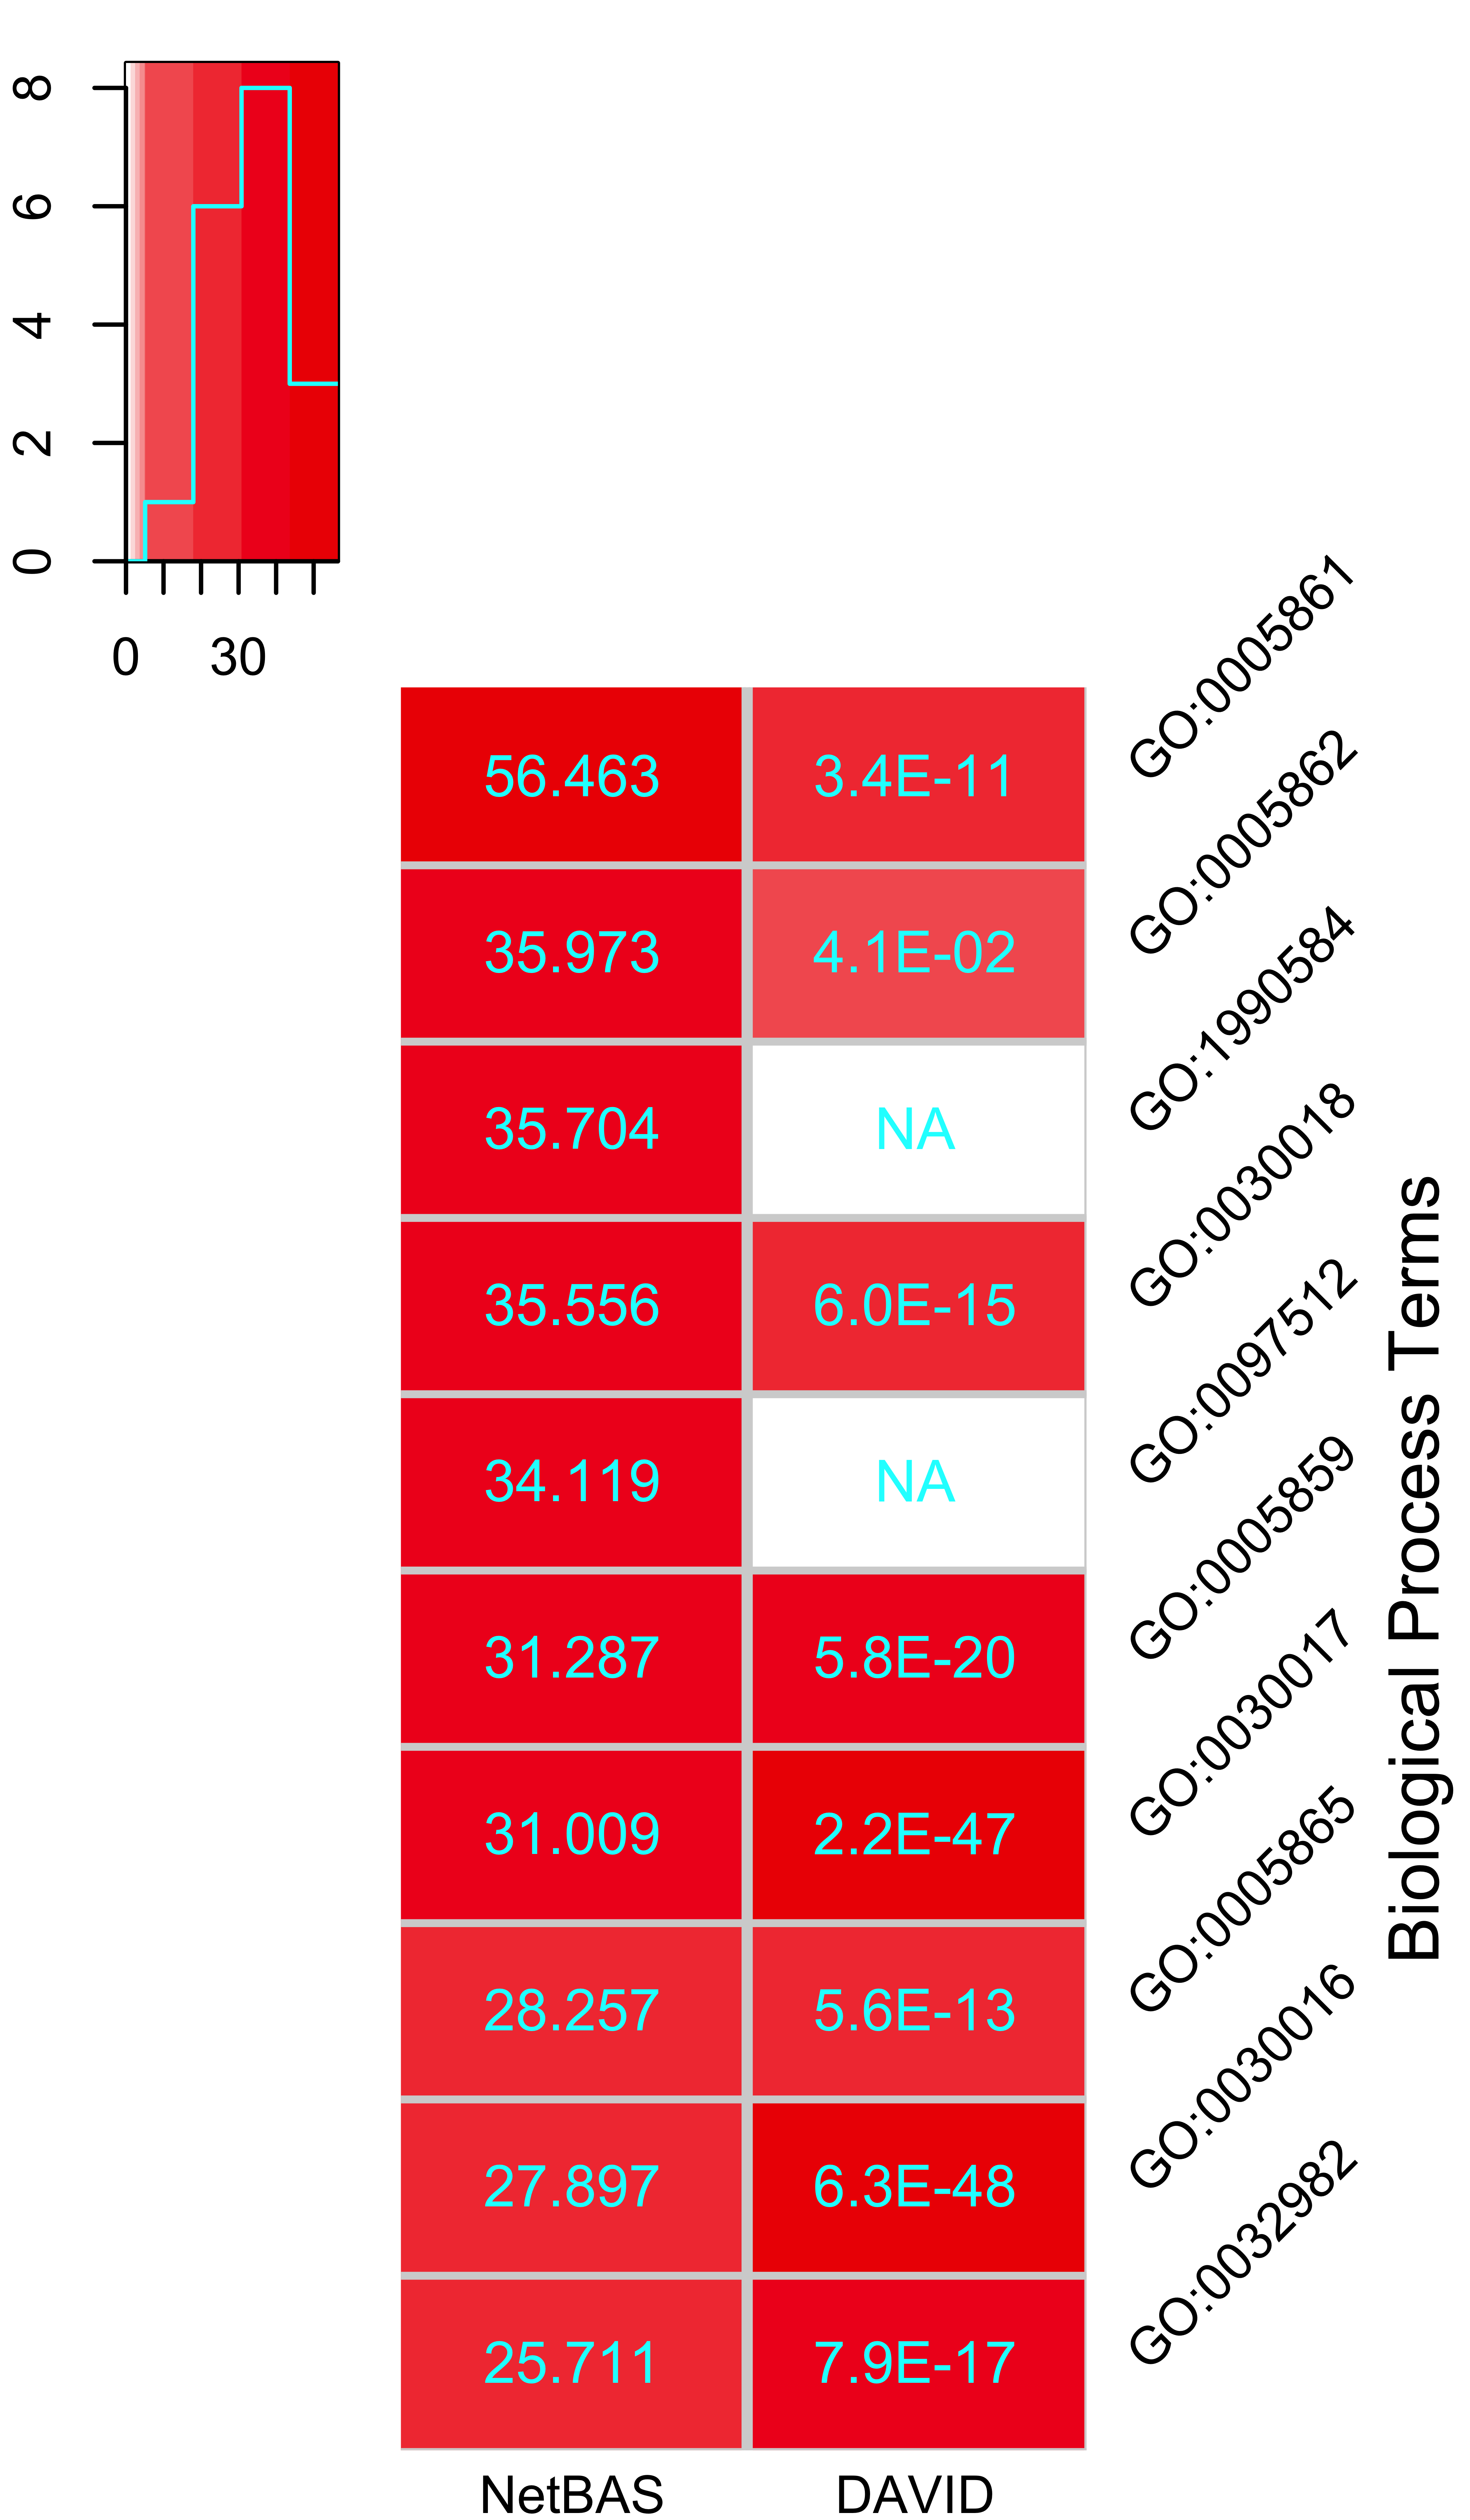 8
6
4
2
0
0 30
56.463 3.4E-11 GO:0005861
35.973 4.1E-02 GO:0005862
35.704 NA GO:1990584
35.556 6.0E-15 GO:0030018
34.119 NA GO:0097512
31.287 5.8E-20 GO:0005859
31.009 2.2E-47 GO:0030017
28.257 5.6E-13 GO:0005865
27.897 6.3E-48 GO:0030016
25.711 7.9E-17 GO:0032982
NetBAS DAVID
Biological Process Terms